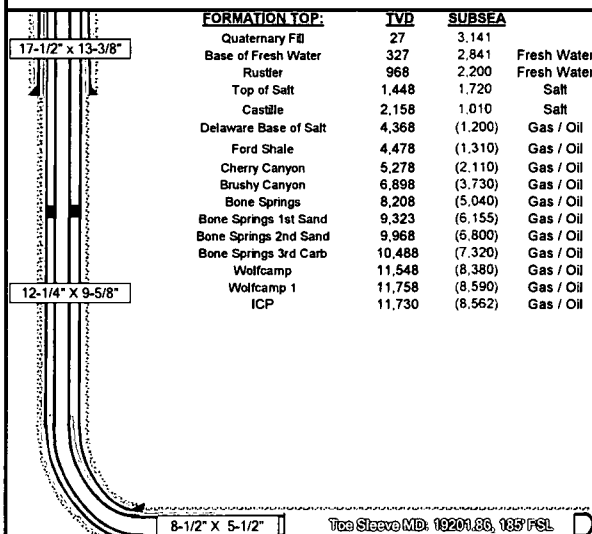 FORMATION TOP: TVD SUBSEA
Quaternary Fill 27 3,141
17-1/2" x 13-3/8"
Base of Fresh Water 327 2,841 Fresh Water
Rustler 968 2,200 Fresh Water
Top of Salt 1,448 1,720 Salt
Castille 2,158 1,010 Salt
Delaware Base of Salt 4,368 (1,200) Gas / Oil
Ford Shale 4,478 (1,310) Gas / Oil
Cherry Canyon 5,278 (2,110) Gas / Oil
Brushy Canyon 6,898 (3,730) Gas / Oil
Bone Springs 8,208 (5,040) Gas / Oil
Bone Springs 1st Sand 9,323 (6,155) Gas / Oil
Bone Springs 2nd Sand 9,968 (6,800) Gas / Oil
Bone Springs 3rd Carb 10,488 (7,320) Gas / Oil
Wolfcamp 11,548 (8,380) Gas / Oil
12-1/4" X 9-5/8"
Wolfcamp 1 11,758 (8,590) Gas / Oil
ICP 11,730 (8,562) Gas / Oil
8-1/2" X 5-1/2"
Toe Sleeve MD: 19201.86, 185' FSL